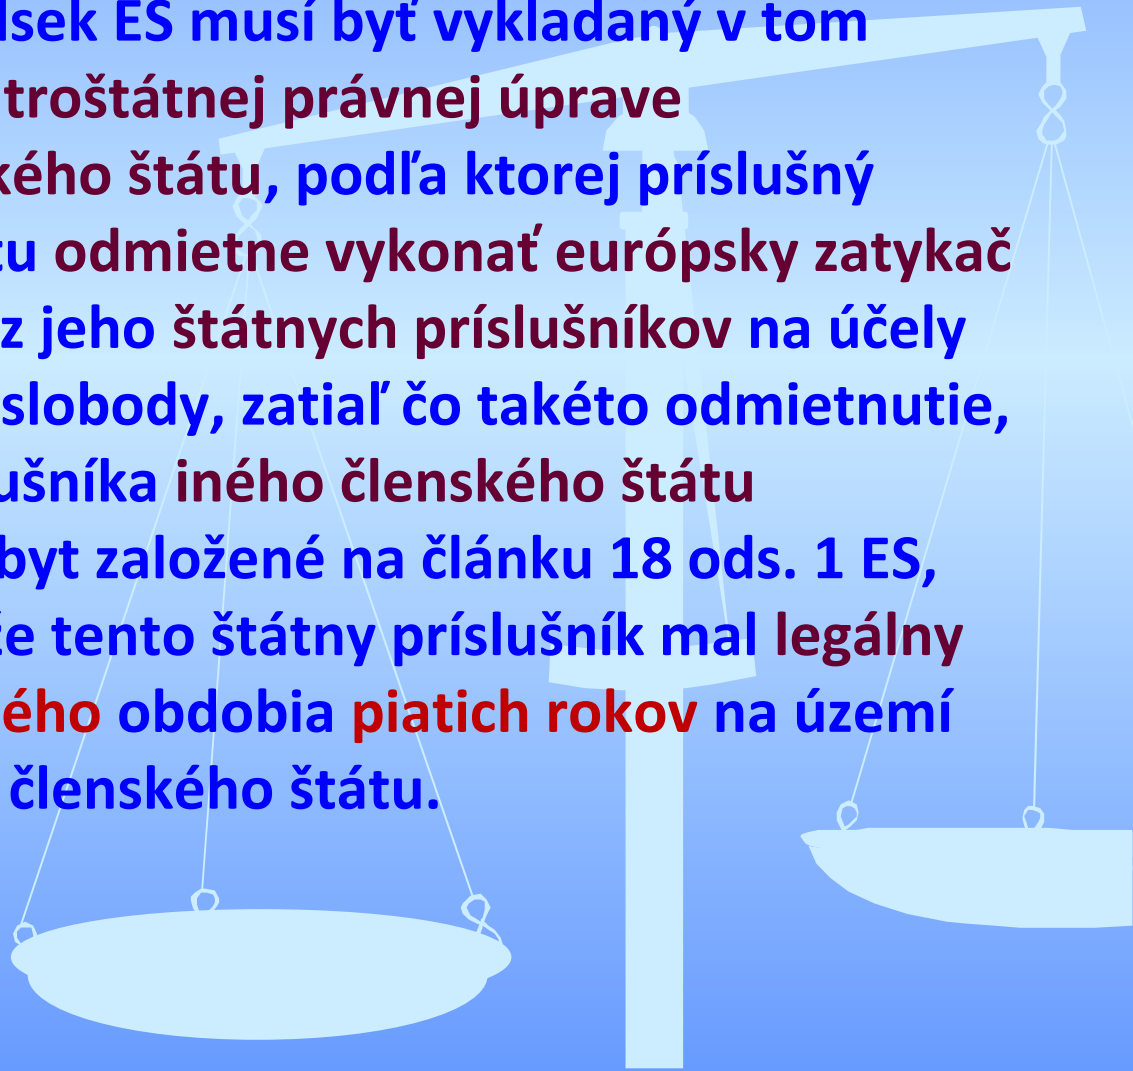 dsek ES musí byť vykladaný v tom
troštátnej právnej úprave
kého štátu, podľa ktorej príslušný
tu odmietne vykonať európsky zatykač
z jeho štátnych príslušníkov na účely
slobody, zatiaľ čo takéto odmietnutie,
ušníka iného členského štátu
byt založené na článku 18 ods. 1 ES,
že tento štátny príslušník mal legálny
ého obdobia piatich rokov na území
členského štátu.